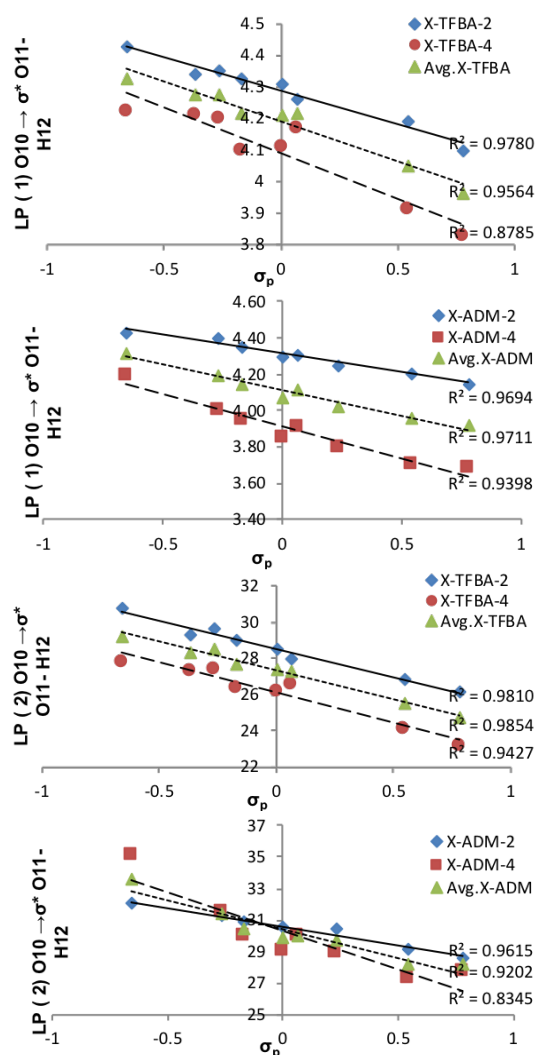 LP ( 1) O10 → σ* O11-
H12
4.5
4.4
4.3
4.2
4.1
4
3.9
3.8
X-TFBA-2
X-TFBA-4
Avg.X-TFBA
R² = 0.9780
R² = 0.9564
R² = 0.8785
-1
-0.5
0
0.5
1
σp
LP ( 1) O10 → σ* O11-
H12
4.60
4.40
4.20
4.00
3.80
3.60
3.40
X-ADM-2
X-ADM-4
Avg.X-ADM
R² = 0.9694
R² = 0.9711
R² = 0.9398
-1
-0.5
0
0.5
1
σp
LP ( 2) O10 →σ*
O11- H12
32
30
28
26
24
22
X-TFBA-2
X-TFBA-4
Avg.X-TFBA
R² = 0.9810
R² = 0.9854
R² = 0.9427
-1
-0.5
0
0.5
1
σp
LP ( 2) O10 →σ* O11-
H12
37
35
33
31
29
27
25
X-ADM-2
X-ADM-4
Avg.X-ADM
R² = 0.9615
R² = 0.9202
R² = 0.8345
-1
-0.5
0
0.5
1
σp